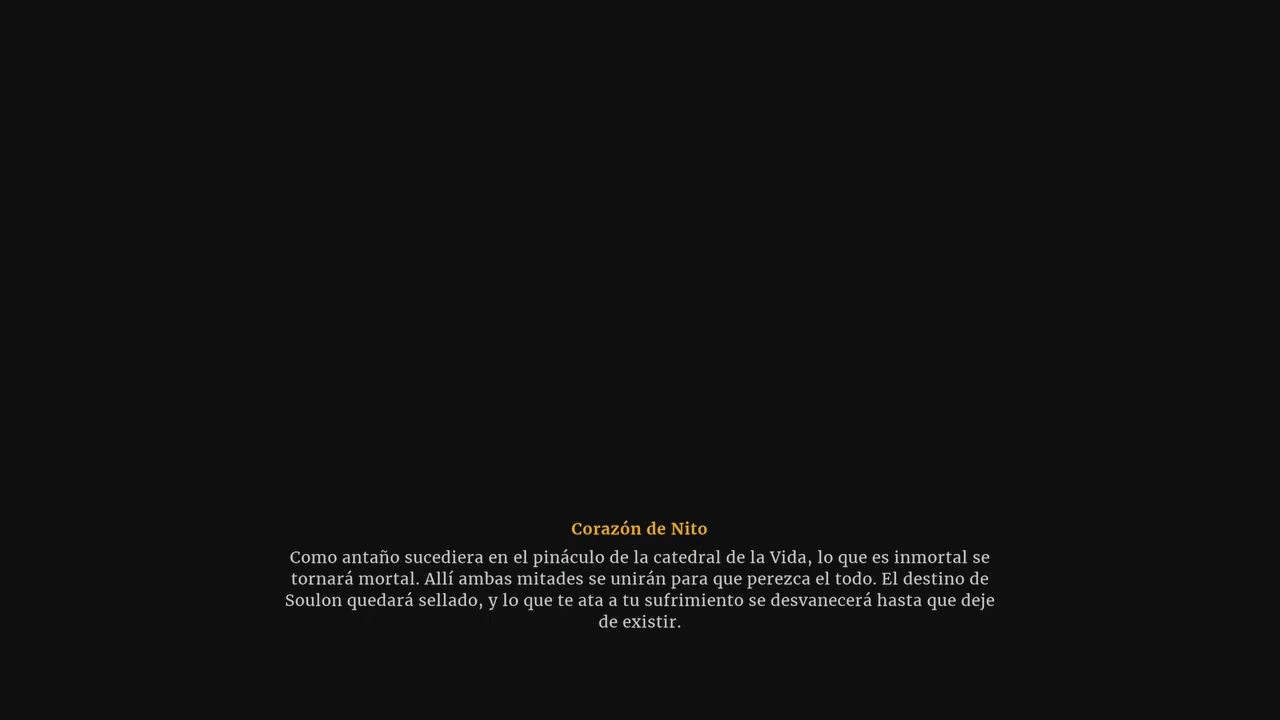 Corazón de Nito
Como antaño sucediera en el pináculo de la catedral de la Vida, lo que es inmortal se
tornará mortal. Allí ambas mitades se unirán para que perezca el todo. El destino de
Soulon quedará sellado, y lo que te ata a tu sufrimiento se desvanecerá hasta que deje
de existir.